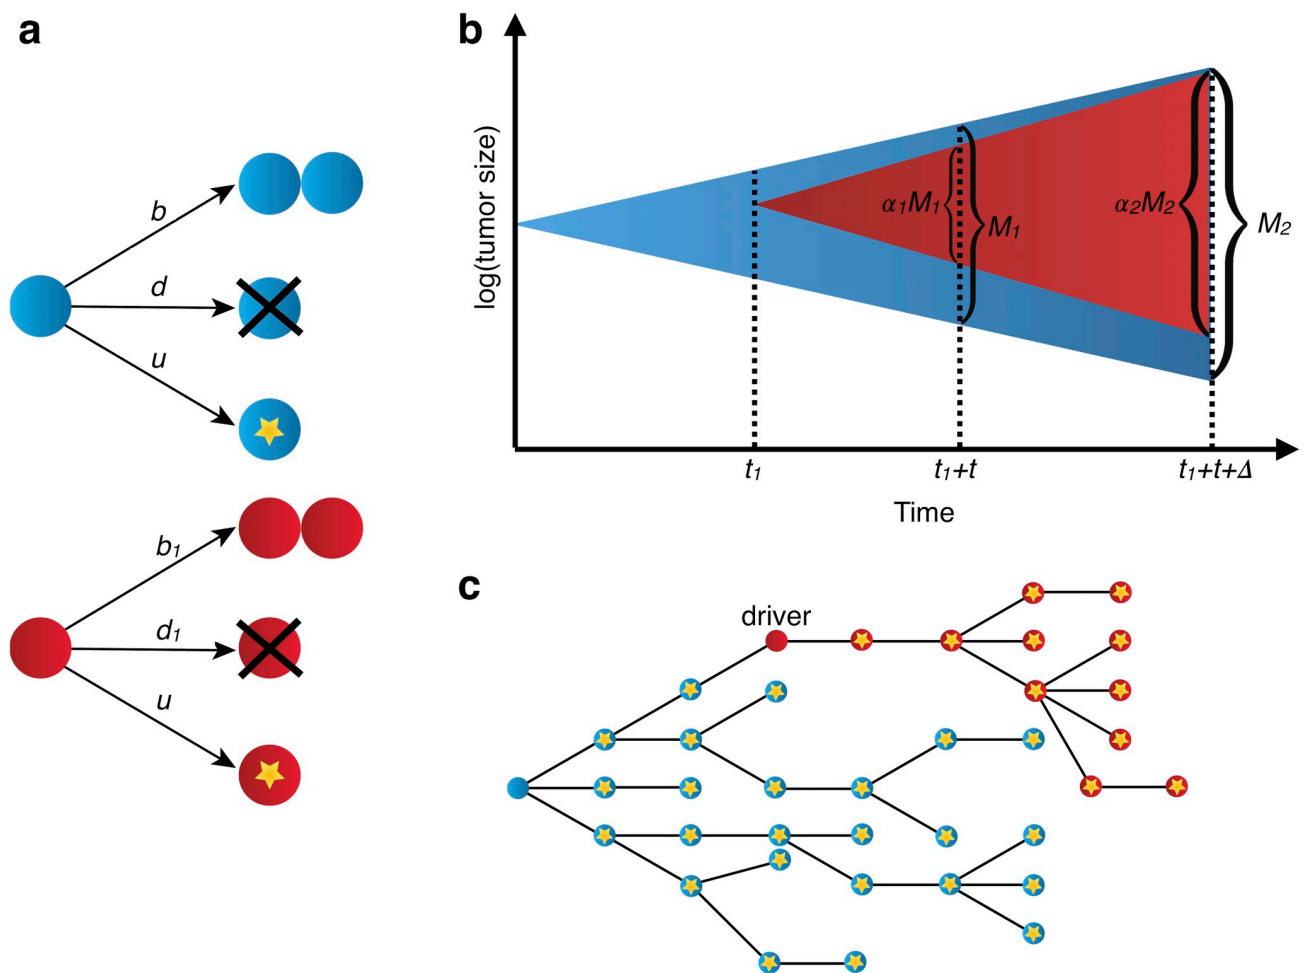 a
b
d
u
b₁
d₁
u
b
log(tumor size)
α₁M₁
M₁
α₂M₂
M₂
t₁
t₁+t
t₁+t+Δ
Time
c
driver